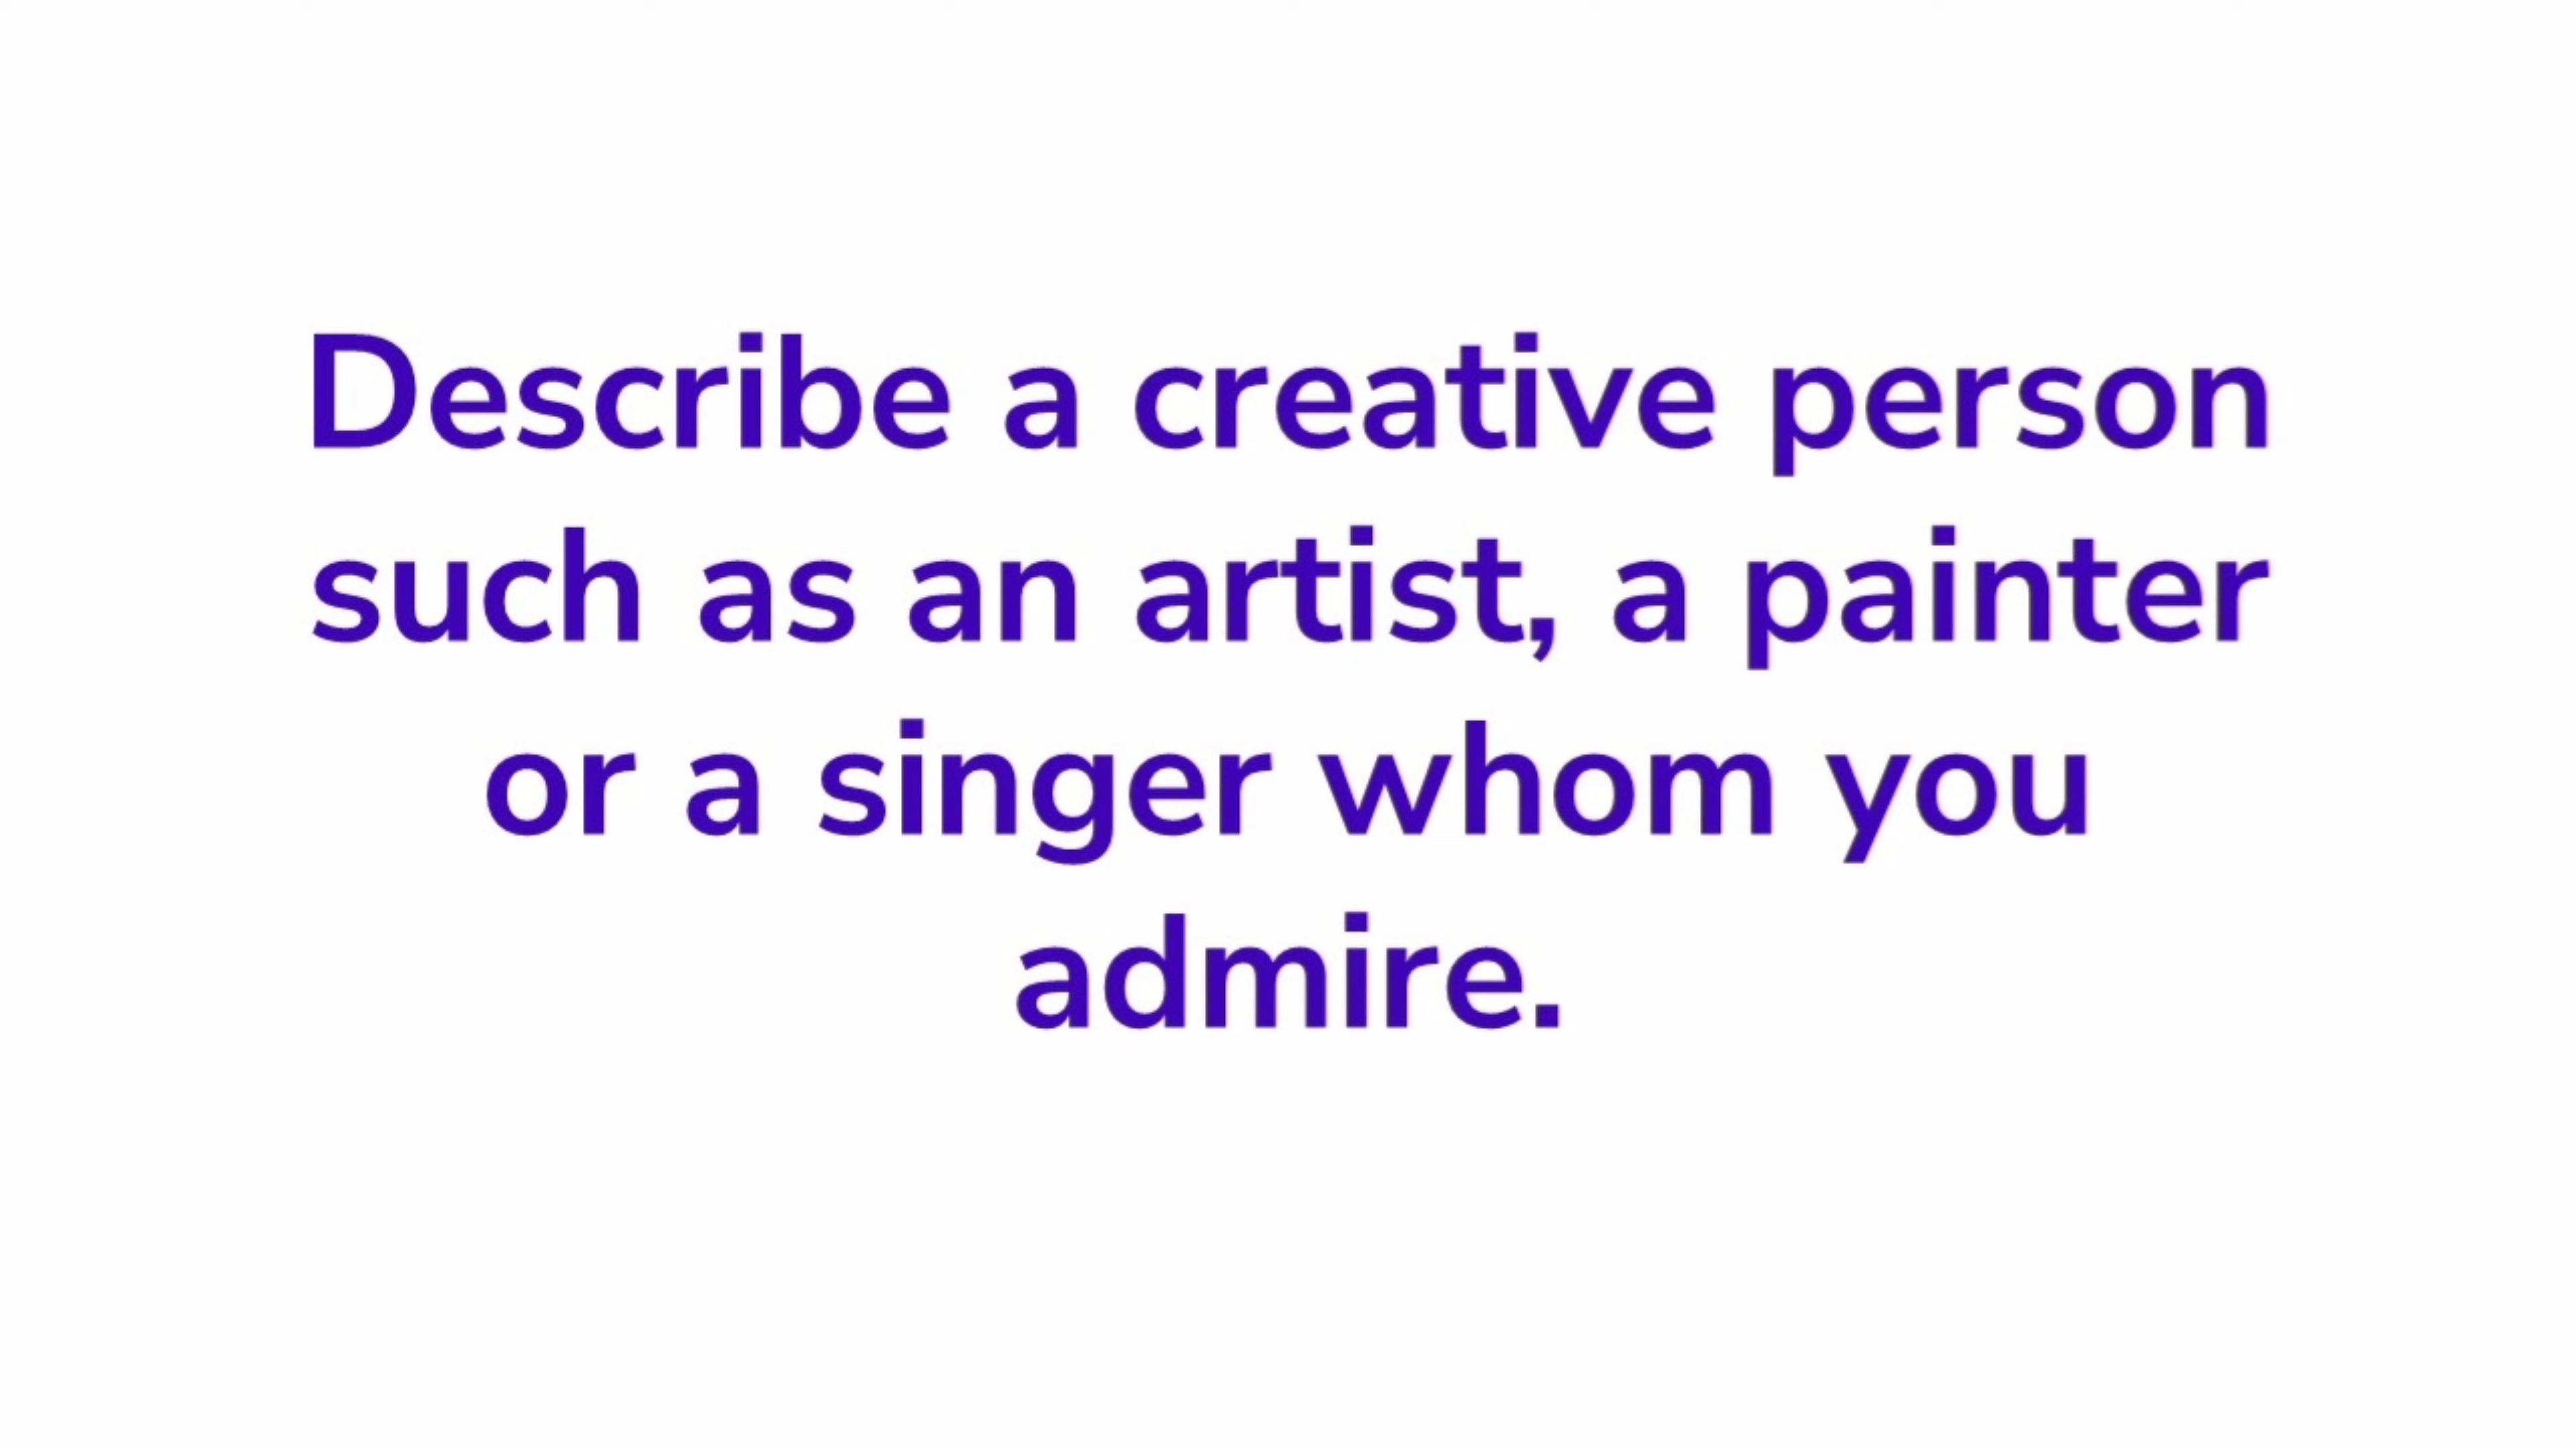 Describe a creative person
such as an artist, a painter
or a singer whom you
admire.